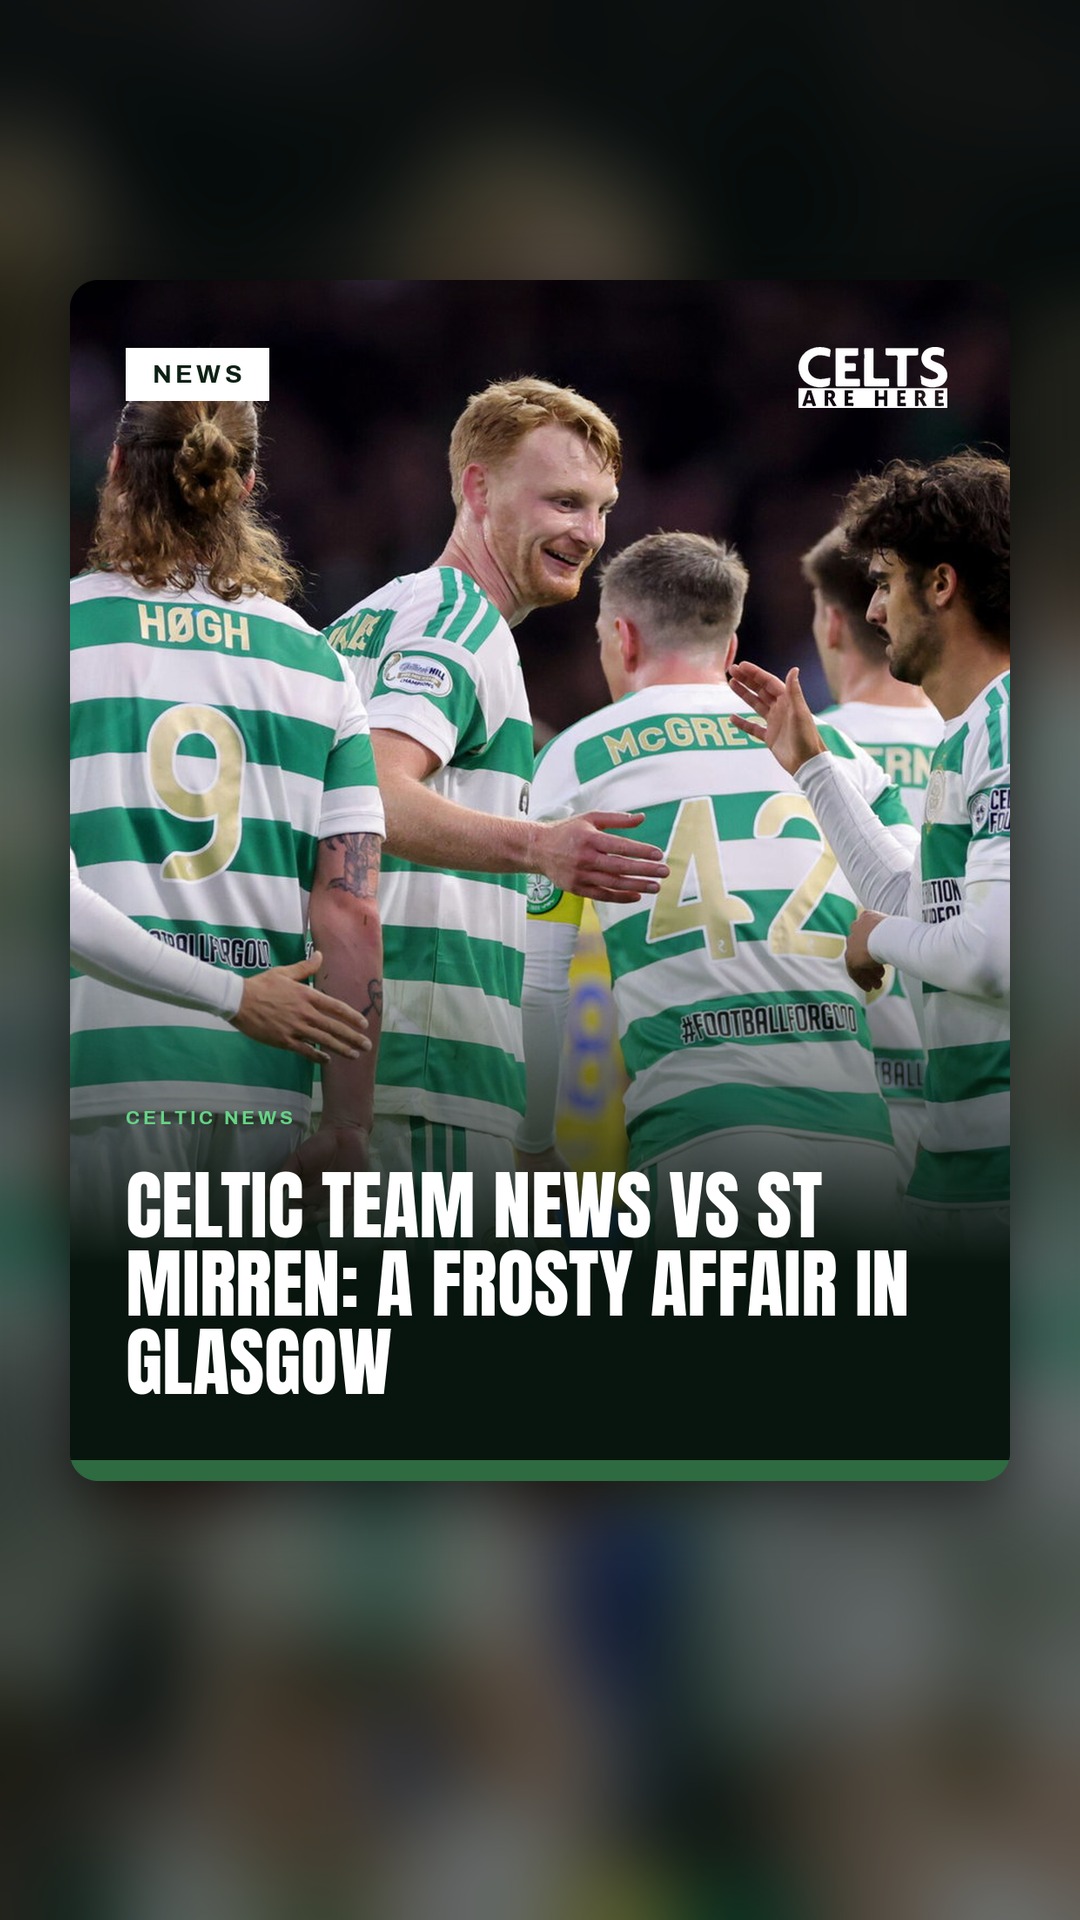 NEWS
CELTS
ARE HERE
HØGH
9
McGREG
42
#FOOTBALLFORGOOD
CELTIC NEWS
CELTIC TEAM NEWS VS ST
MIRREN: A FROSTY AFFAIR IN
GLASGOW